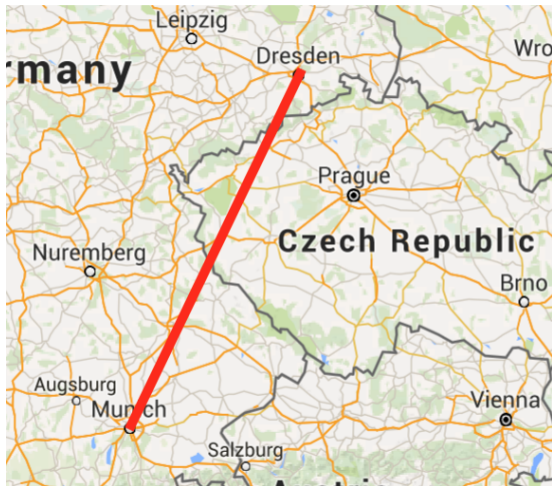 Leipzig
Dresden
Wro
rmany
Prague
Czech Republic
Nuremberg
Brno
Augsburg
Munich
Vienna
Salzburg